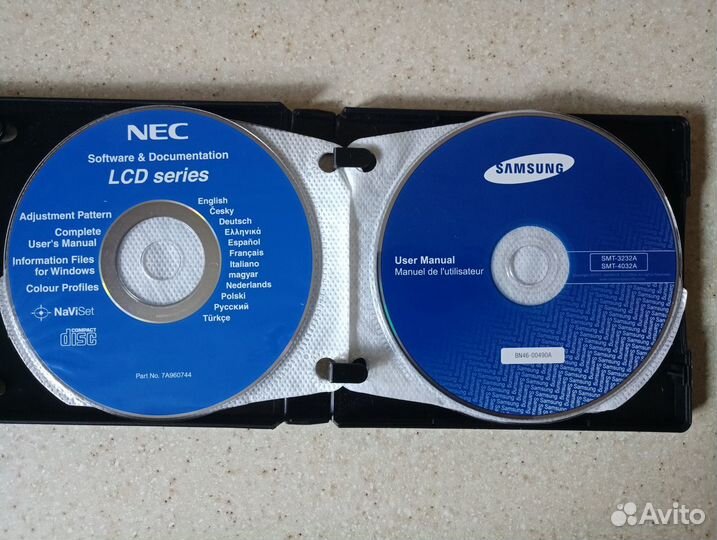 NEC
Software & Documentation
LCD series
Adjustment Pattern
Complete
User's Manual
Information Files
for Windows
Colour Profiles
NaViSet
COMPACT
disc
English
Česky
Deutsch
Ελληνικά
Español
Français
Italiano
magyar
Nederlands
Polski
Русский
Türkçe
Part No. 7A960744
SAMSUNG
User Manual
Manuel de l'utilisateur
SMT-3232A
SMT-4032A
BN46-00490A
Avito